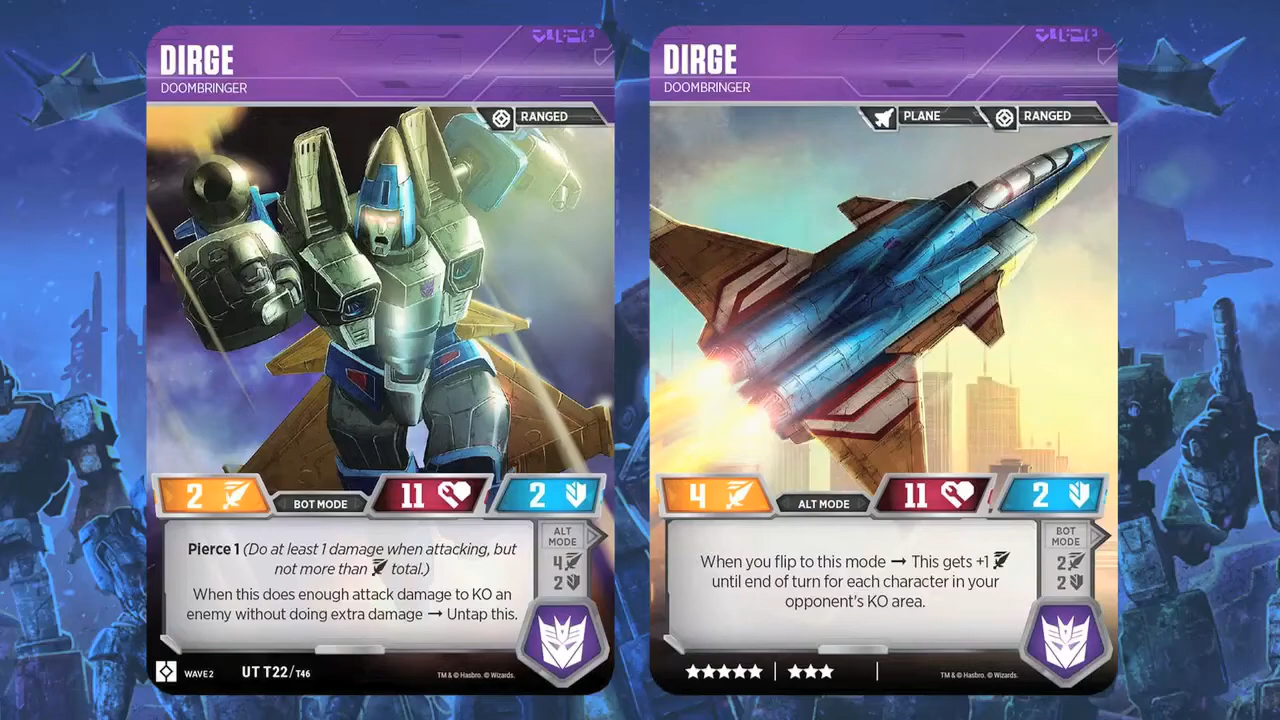 DIRGE
DOOMBRINGER
RANGED
2
BOT MODE
11
2
Pierce 1 (Do at least 1 damage when attacking, but
not more than total.)
When this does enough attack damage to KO an
enemy without doing extra damage → Untap this.
ALT
MODE
4
2
WAVE 2
UT T22/T46
TM & © Hasbro. © Wizards.
DIRGE
DOOMBRINGER
PLANE
RANGED
4
ALT MODE
11
2
When you flip to this mode → This gets +1
until end of turn for each character in your
opponent's KO area.
BOT
MODE
2
2
TM & © Hasbro. © Wizards.